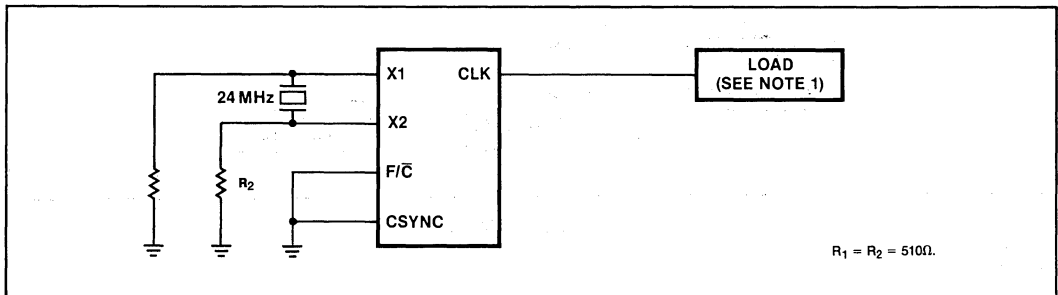 X1 CLK
LOAD
(SEE NOTE 1)
24 MHz
X2
F/C̅
R₂
CSYNC
R₁ = R₂ = 510Ω.